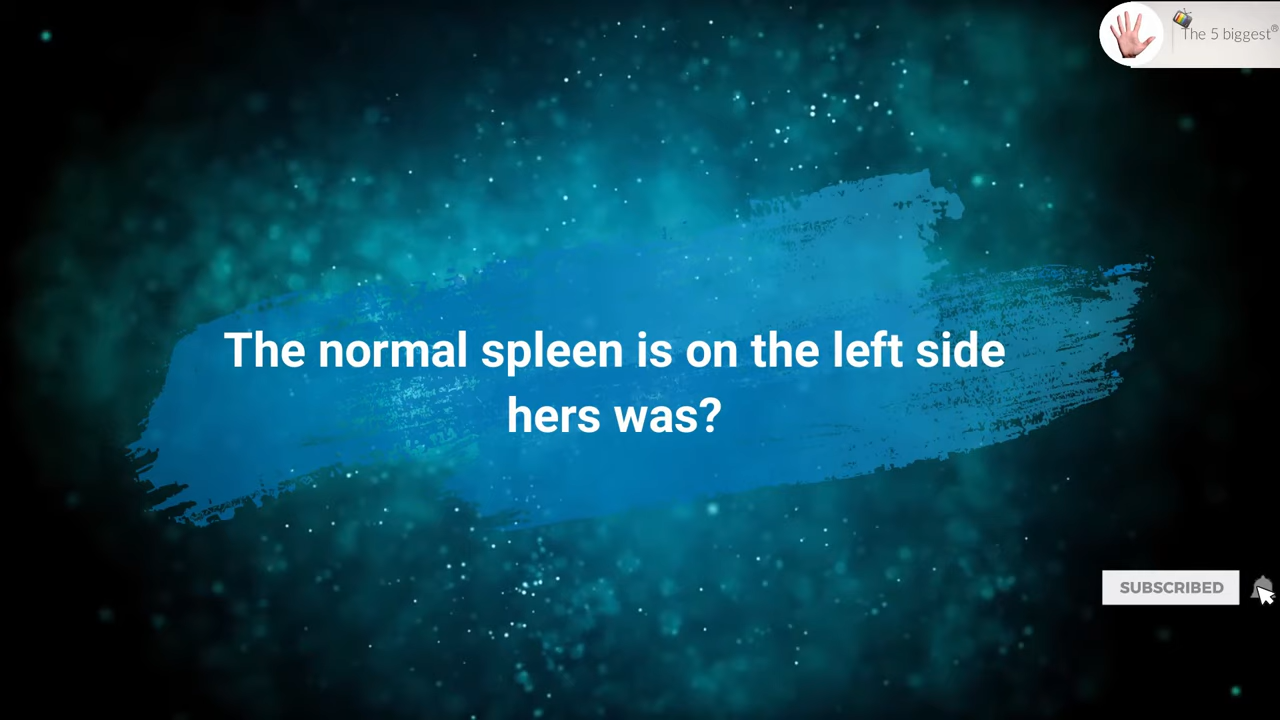 The 5 biggest®
The normal spleen is on the left side
hers was?
SUBSCRIBED